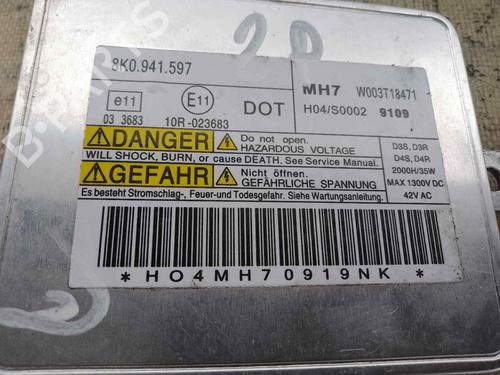 8K0.941.597
MH7 W003T18471
e11 E11 DOT H04/S0002 9109
03 3683 10R-023683
DANGER Do not open. HAZARDOUS VOLTAGE
WILL SHOCK, BURN, or cause DEATH. See Service Manual.
GEFAHR Nicht öffnen. GEFÄHRLICHE SPANNUNG
Es besteht Stromschlag-, Feuer-und Todesgefahr. Siehe Wartungsanleitung.
D3S, D3R
D4S, D4R
2000H/35W
MAX 1300V DC
42V AC
*HO4MH70919NK*
B-PARTS